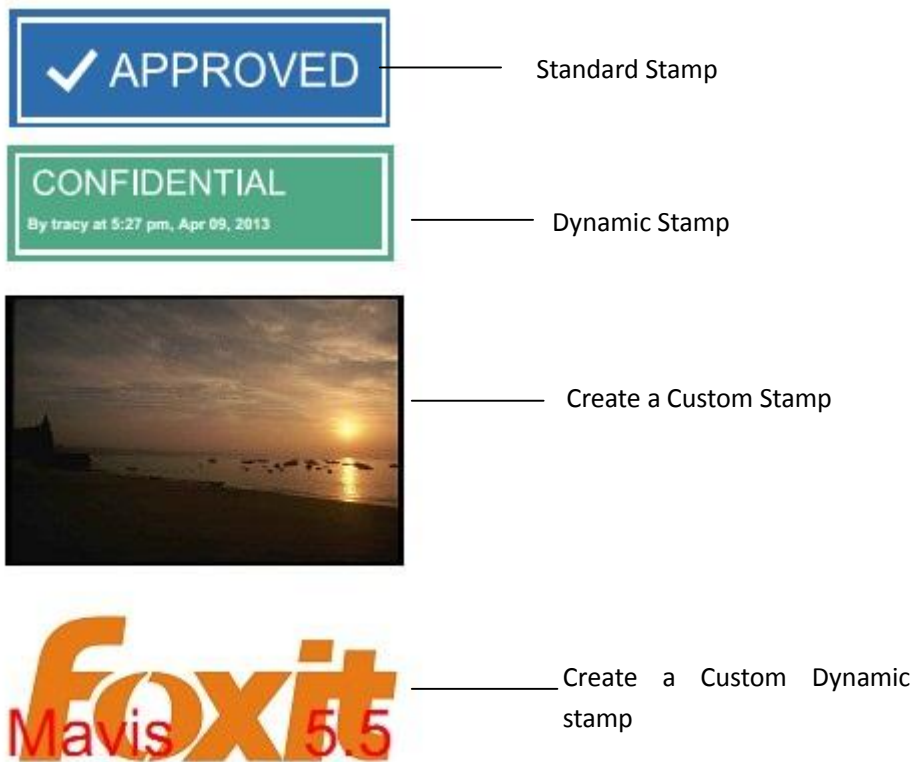 APPROVED
Standard Stamp
CONFIDENTIAL
By tracy at 5:27 pm, Apr 09, 2013
Dynamic Stamp
Create a Custom Stamp
foxit
Mavis 5.5
Create a Custom Dynamic
stamp